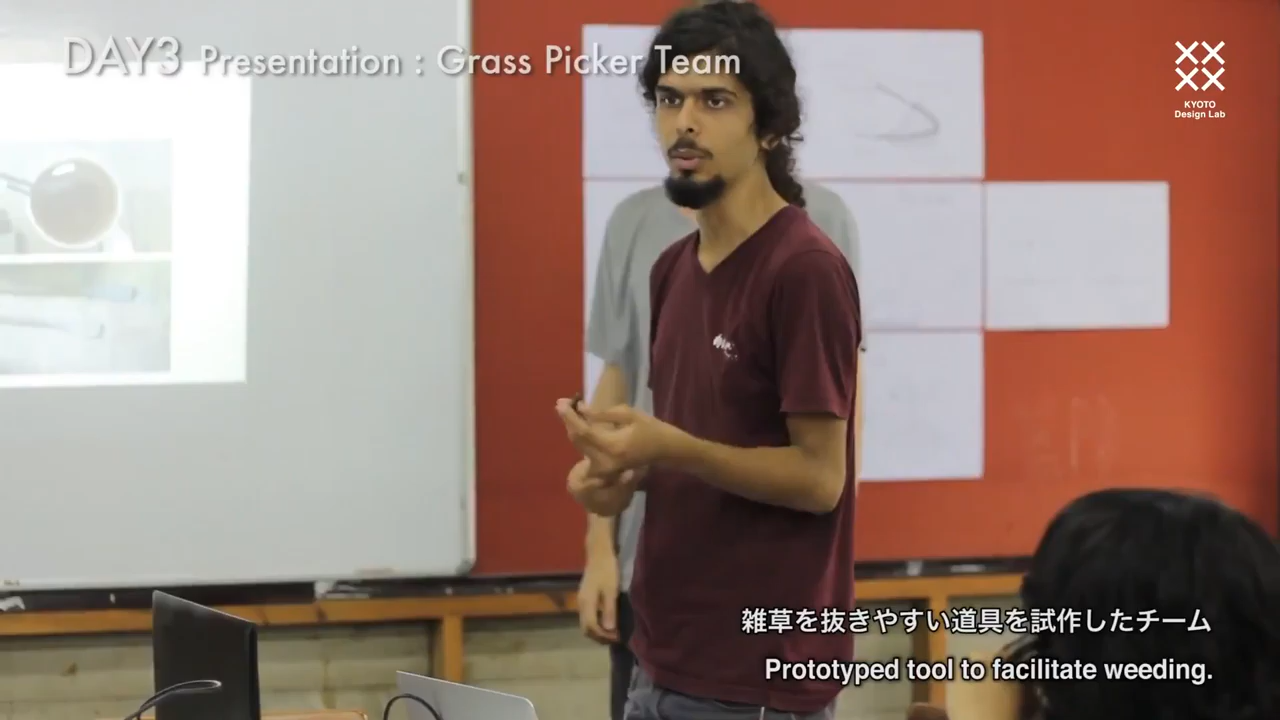 DAY3 Presentation : Grass Picker Team
KYOTO
Design Lab
雑草を抜きやすい道具を試作したチーム
Prototyped tool to facilitate weeding.